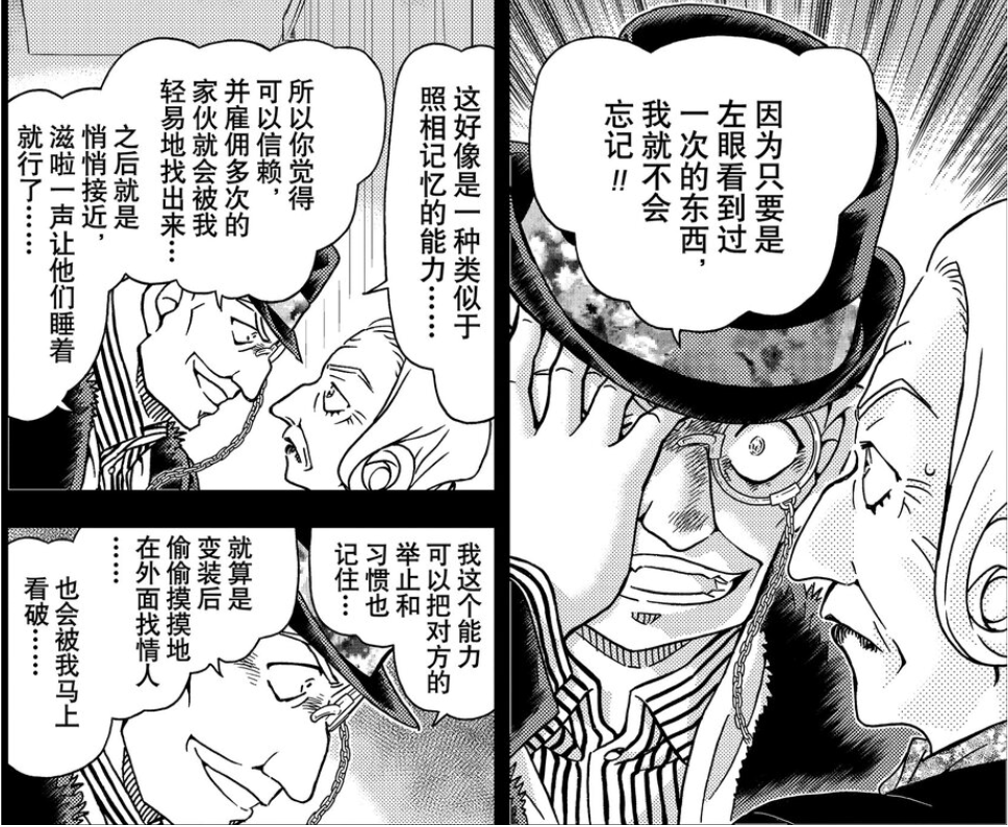 因为只要是
左眼看到过
一次的东西，
我就不会
忘记!!
这好像是一种类似于
照相记忆的能力……
所以你觉得
可以信赖，
并雇佣多次的
家伙就会被我
轻易地找出来…
之后就是
悄悄接近，
滋啦一声让他们睡着
就行了……
我这个能力
可以把对方的
举止和
习惯也
记住…
就算是
变装后
偷偷摸摸地
在外面找情人
……
也会被我马上
看破……